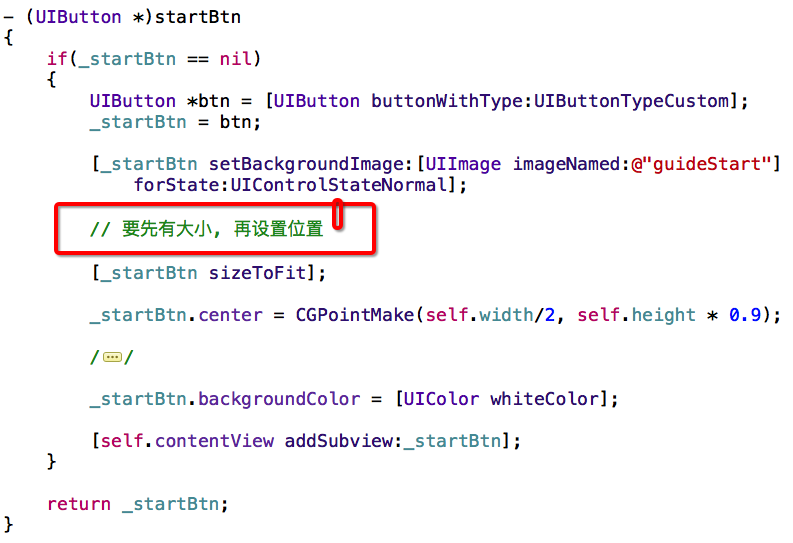 - (UIButton *)startBtn
{
if(_startBtn == nil)
{
UIButton *btn = [UIButton buttonWithType:UIButtonTypeCustom];
_startBtn = btn;
[_startBtn setBackgroundImage:[UIImage imageNamed:@"guideStart"]
forState:UIControlStateNormal];
// 要先有大小, 再设置位置
[_startBtn sizeToFit];
_startBtn.center = CGPointMake(self.width/2, self.height * 0.9);
/…/
_startBtn.backgroundColor = [UIColor whiteColor];
[self.contentView addSubview:_startBtn];
}
return _startBtn;
}